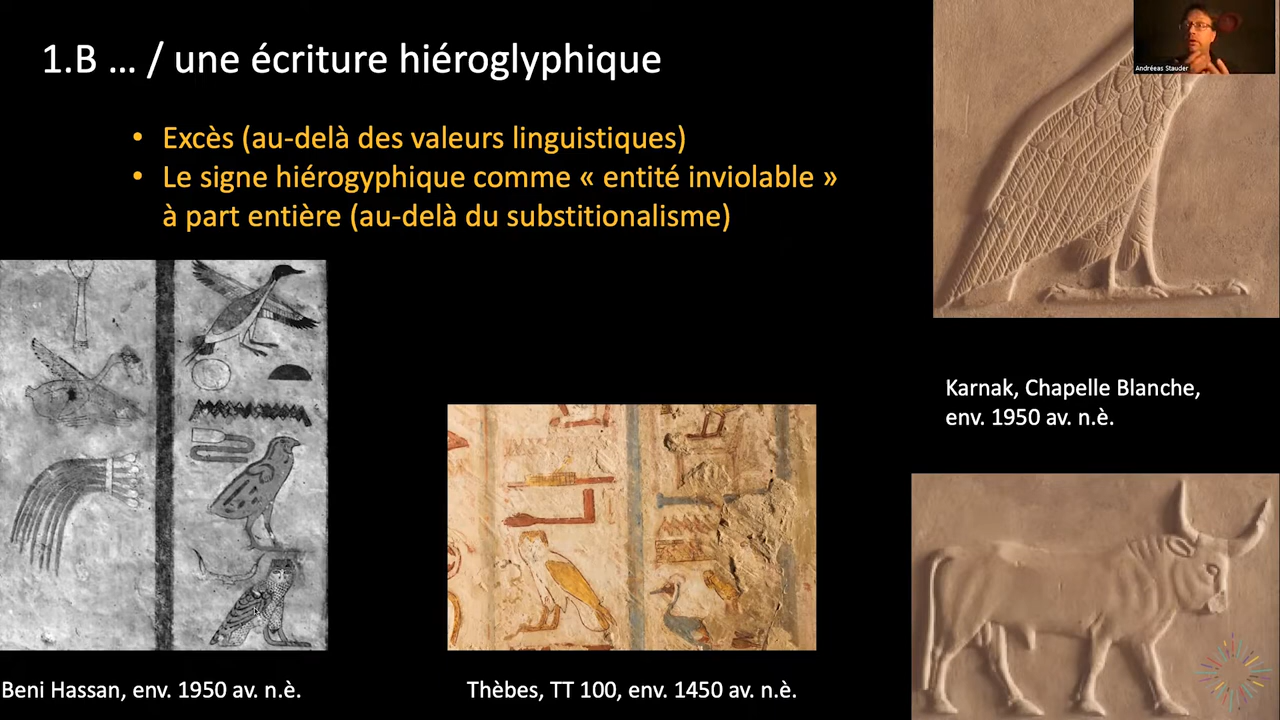 1.B ... / une écriture hiéroglyphique
Andréeas Stauder
• Excès (au-delà des valeurs linguistiques)
• Le signe hiérogyphique comme « entité inviolable »
à part entière (au-delà du substitionalisme)
Karnak, Chapelle Blanche,
env. 1950 av. n.è.
Beni Hassan, env. 1950 av. n.è.
Thèbes, TT 100, env. 1450 av. n.è.